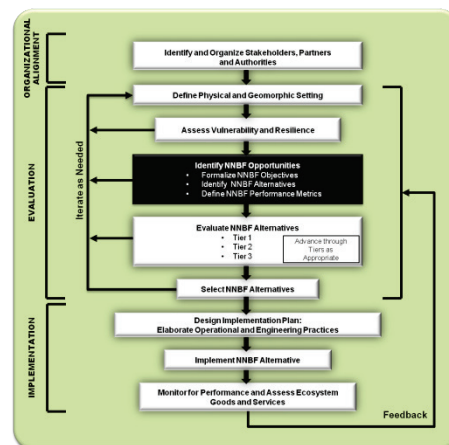 ORGANIZATIONAL
ALIGNMENT
Identify and Organize Stakeholders, Partners
and Authorities
EVALUATION
Iterate as Needed
Define Physical and Geomorphic Setting
Assess Vulnerability and Resilience
Identify NNBF Opportunities
• Formalize NNBF Objectives
• Identify NNBF Alternatives
• Define NNBF Performance Metrics
Evaluate NNBF Alternatives
• Tier 1
• Tier 2
• Tier 3
Advance through
Tiers as
Appropriate
Select NNBF Alternatives
IMPLEMENTATION
Design Implementation Plan:
Elaborate Operational and Engineering Practices
Implement NNBF Alternative
Monitor for Performance and Assess Ecosystem
Goods and Services
Feedback